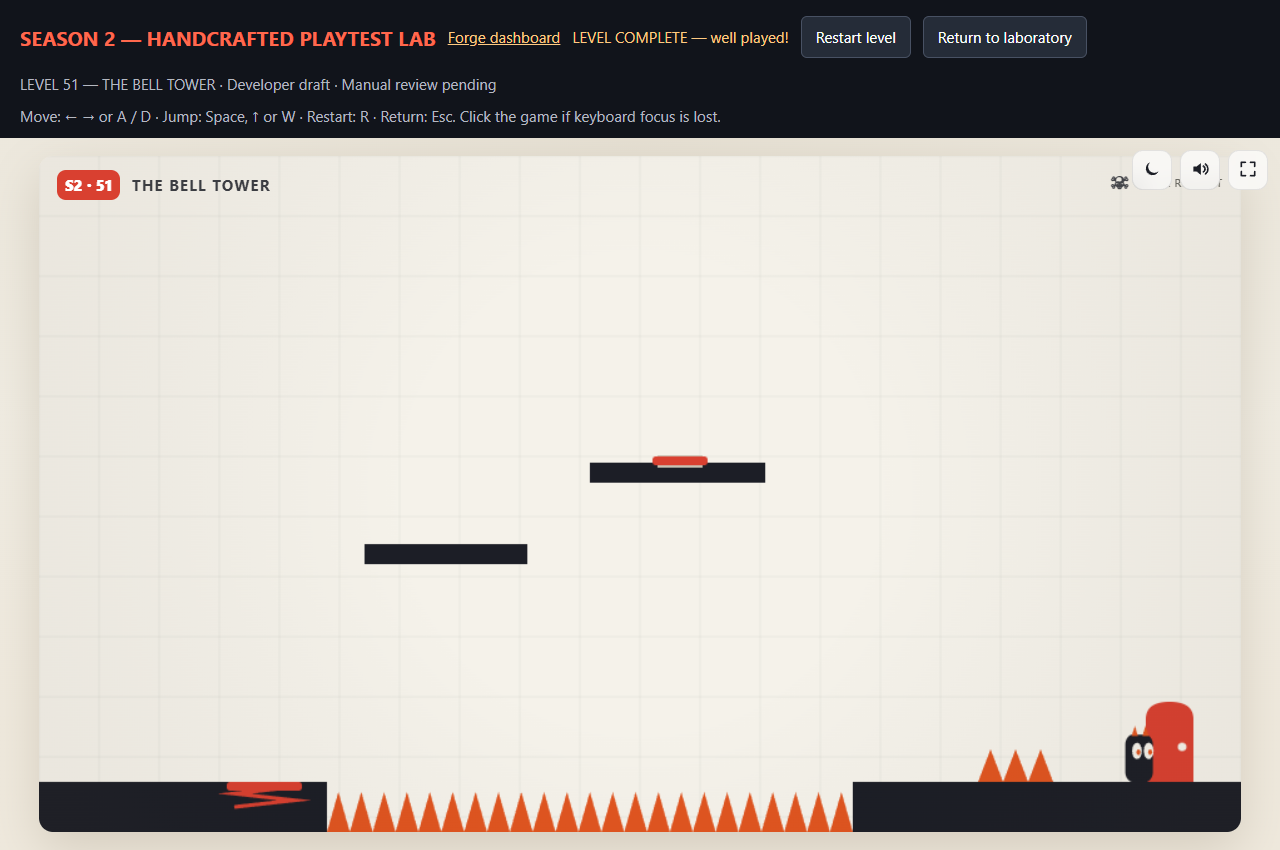 SEASON 2 — HANDCRAFTED PLAYTEST LAB Forge dashboard LEVEL COMPLETE — well played! Restart level Return to laboratory
LEVEL 51 — THE BELL TOWER · Developer draft · Manual review pending
Move: ← → or A / D · Jump: Space, ↑ or W · Restart: R · Return: Esc. Click the game if keyboard focus is lost.
S2 · 51 THE BELL TOWER